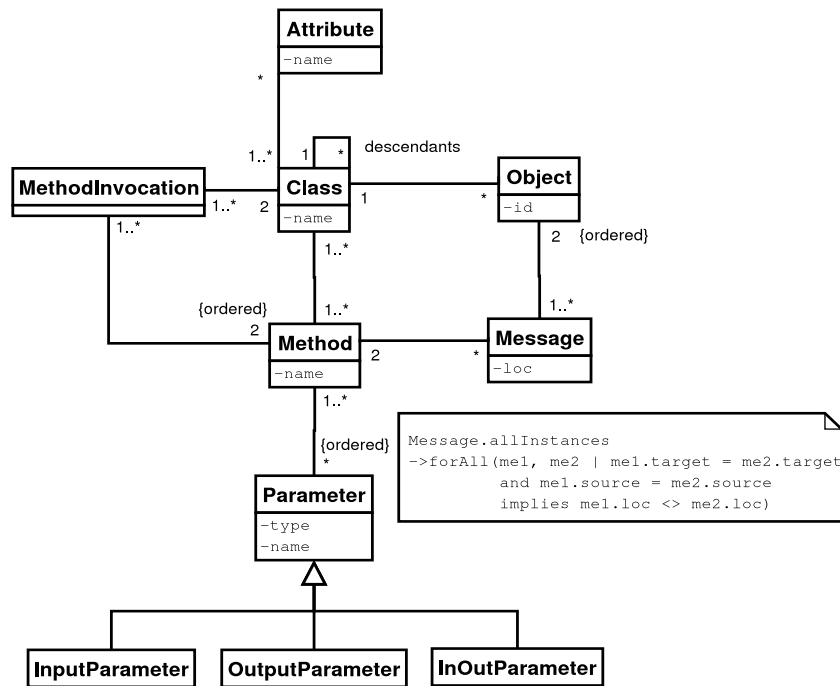 Attribute
-name
*
1..*
1
*
descendants
MethodInvocation
1..*
2
Class
-name
1
*
Object
-id
1..*
1..*
2
{ordered}
{ordered}
2
1..*
1..*
Method
-name
2
*
Message
-loc
1..*
{ordered}
*
Parameter
-type
-name
Message.allInstances
->forAll(me1, me2 | me1.target = me2.target
and me1.source = me2.source
implies me1.loc <> me2.loc)
InputParameter
OutputParameter
InOutParameter